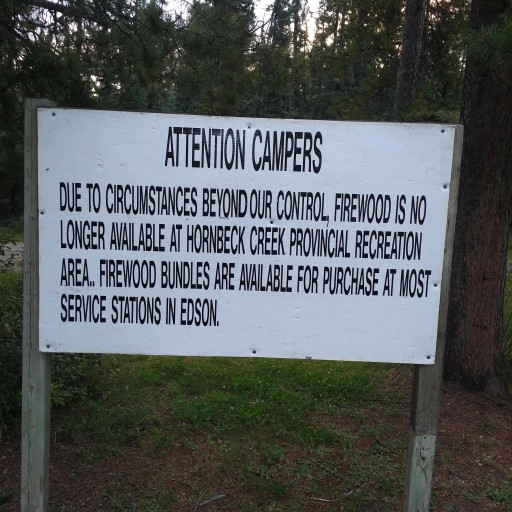 ATTENTION CAMPERS
DUE TO CIRCUMSTANCES BEYOND OUR CONTROL, FIREWOOD IS NO
LONGER AVAILABLE AT HORNBECK CREEK PROVINCIAL RECREATION
AREA.. FIREWOOD BUNDLES ARE AVAILABLE FOR PURCHASE AT MOST
SERVICE STATIONS IN EDSON.